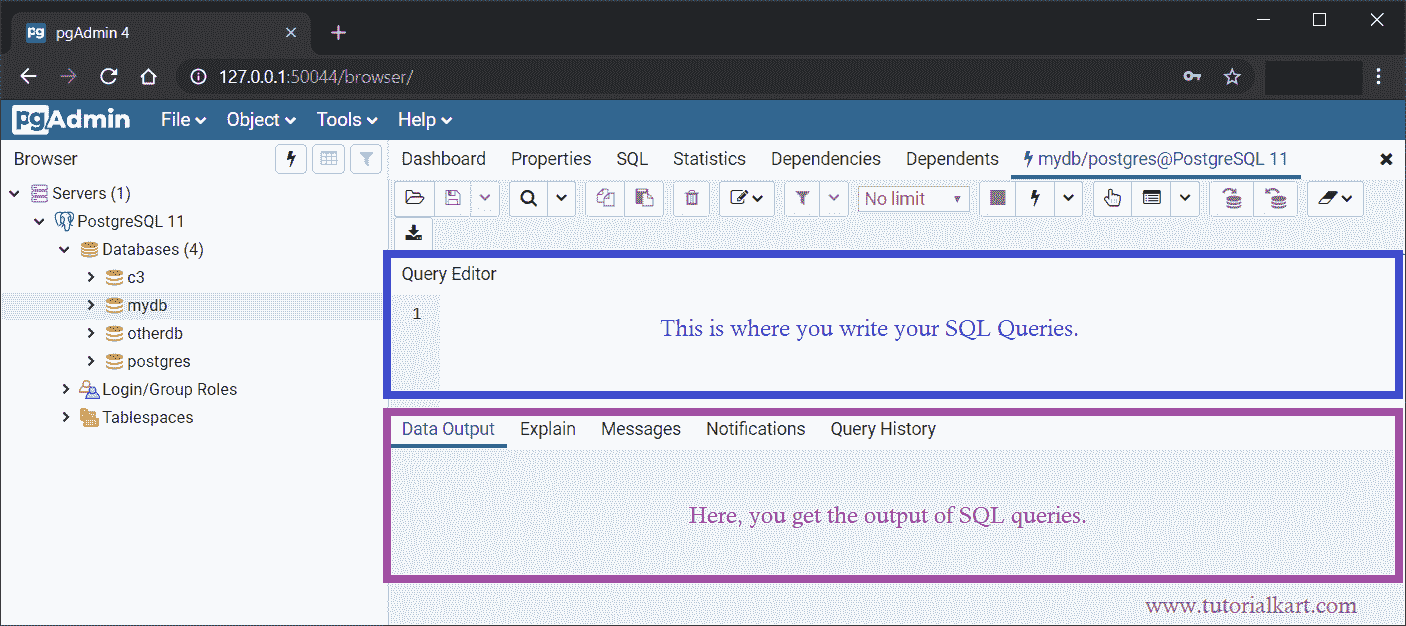 pgAdmin 4
127.0.0.1:50044/browser/
pgAdmin File Object Tools Help
Browser
Dashboard Properties SQL Statistics Dependencies Dependents mydb/postgres@PostgreSQL 11
Servers (1)
PostgreSQL 11
Databases (4)
c3
mydb
otherdb
postgres
Login/Group Roles
Tablespaces
No limit
Query Editor
1
This is where you write your SQL Queries.
Data Output Explain Messages Notifications Query History
Here, you get the output of SQL queries.
www.tutorialkart.com